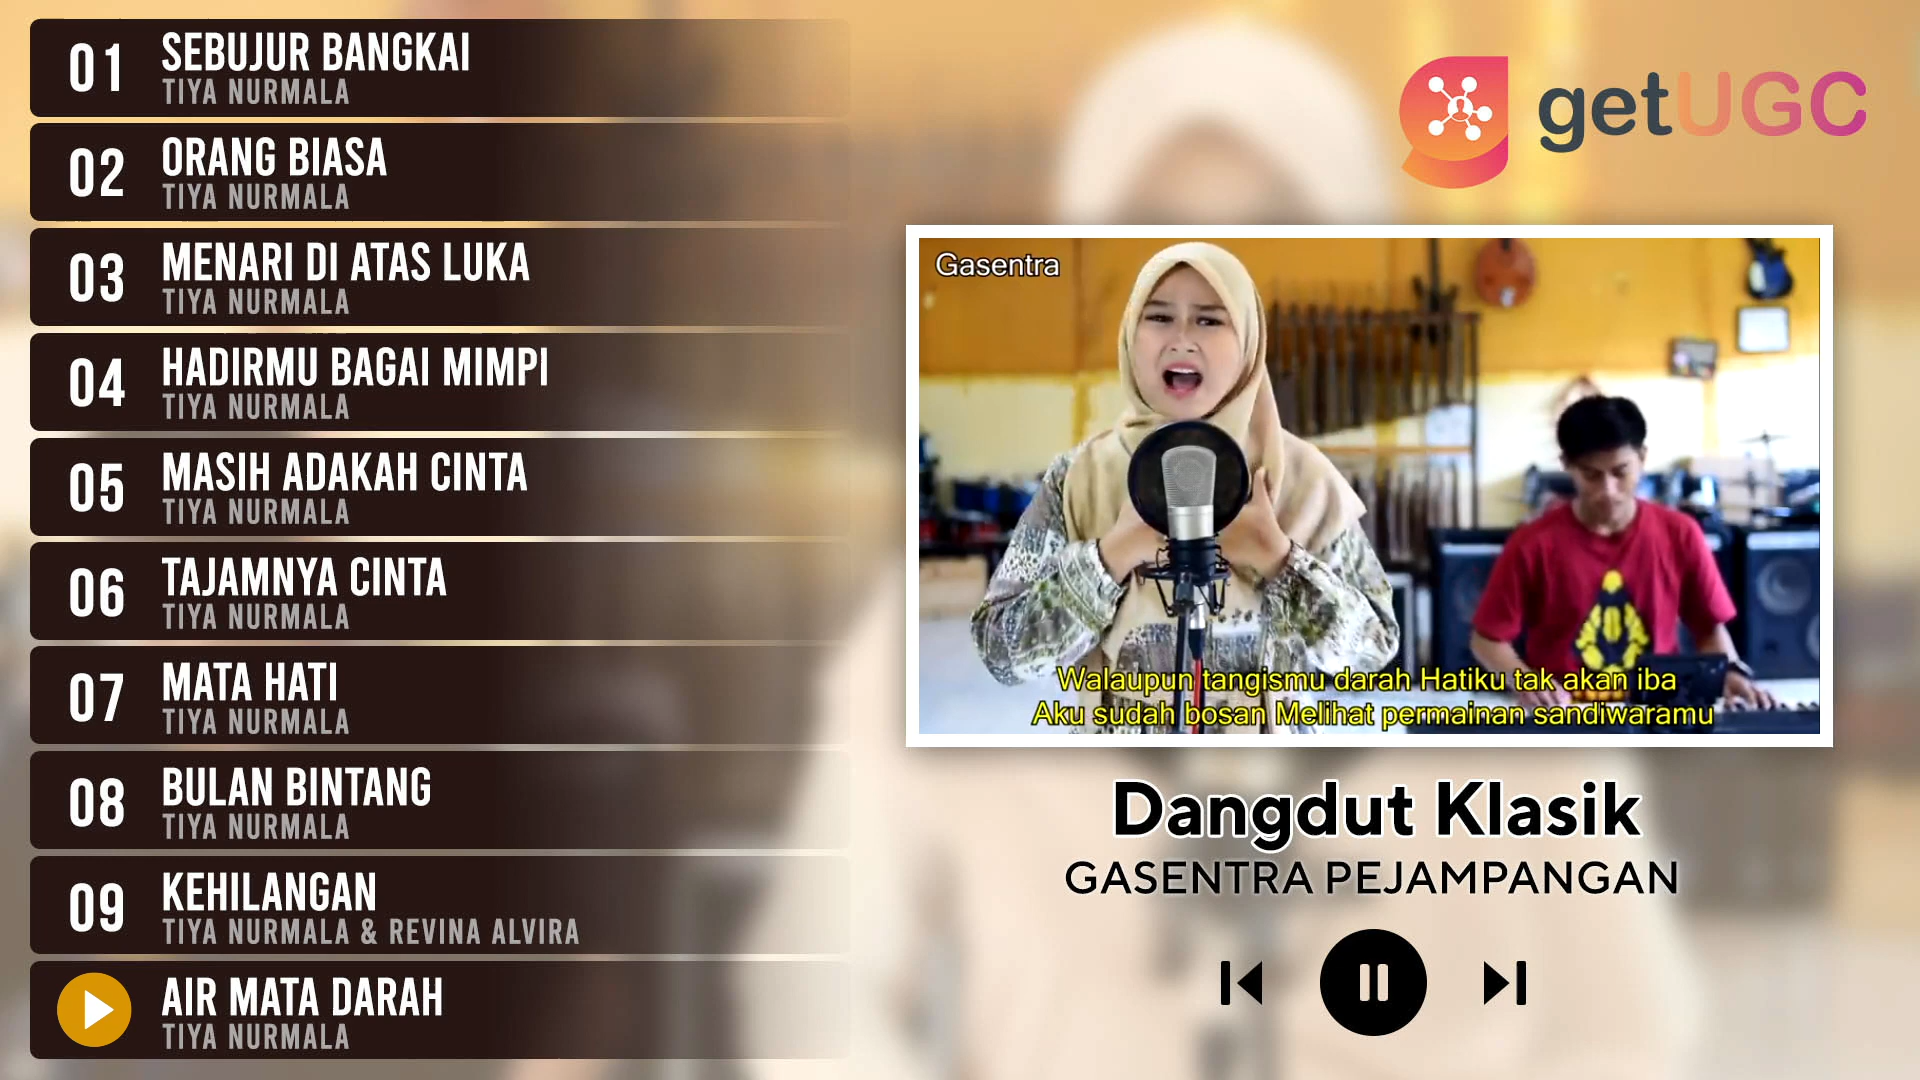 01
SEBUJUR BANGKAI
TIYA NURMALA
02
ORANG BIASA
TIYA NURMALA
03
MENARI DI ATAS LUKA
TIYA NURMALA
04
HADIRMU BAGAI MIMPI
TIYA NURMALA
05
MASIH ADAKAH CINTA
TIYA NURMALA
06
TAJAMNYA CINTA
TIYA NURMALA
07
MATA HATI
TIYA NURMALA
08
BULAN BINTANG
TIYA NURMALA
09
KEHILANGAN
TIYA NURMALA & REVINA ALVIRA
AIR MATA DARAH
TIYA NURMALA
getUGC
Gasentra
Walaupun tangismu darah Hatiku tak akan iba
Aku sudah bosan Melihat permainan sandiwaramu
Dangdut Klasik
GASENTRA PEJAMPANGAN